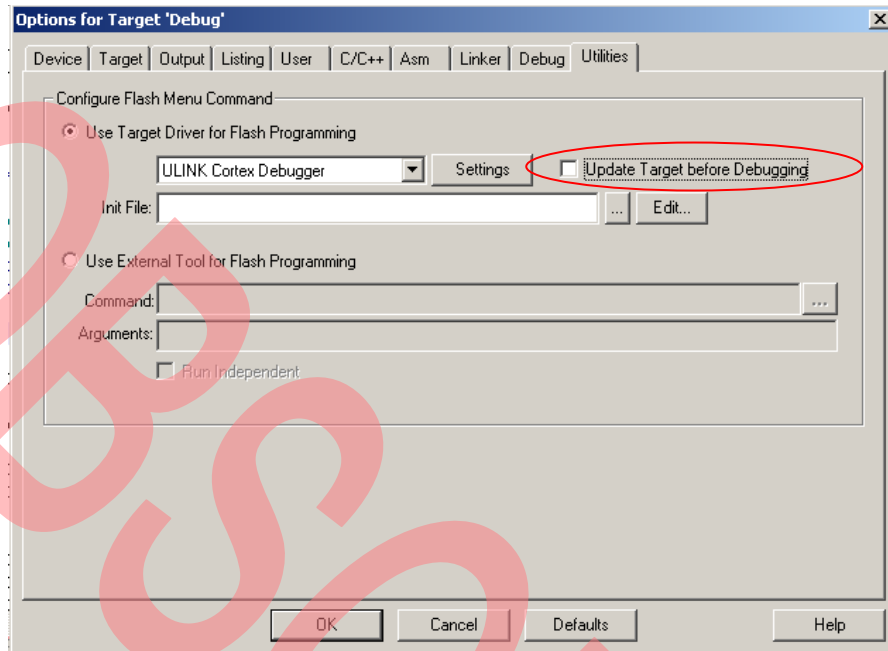 Options for Target 'Debug'
Device Target Output Listing User C/C++ Asm Linker Debug Utilities
Configure Flash Menu Command
Use Target Driver for Flash Programming
ULINK Cortex Debugger Settings Update Target before Debugging
Init File: ... Edit...
Use External Tool for Flash Programming
Command: ...
Arguments:
Run Independent
OK Cancel Defaults Help